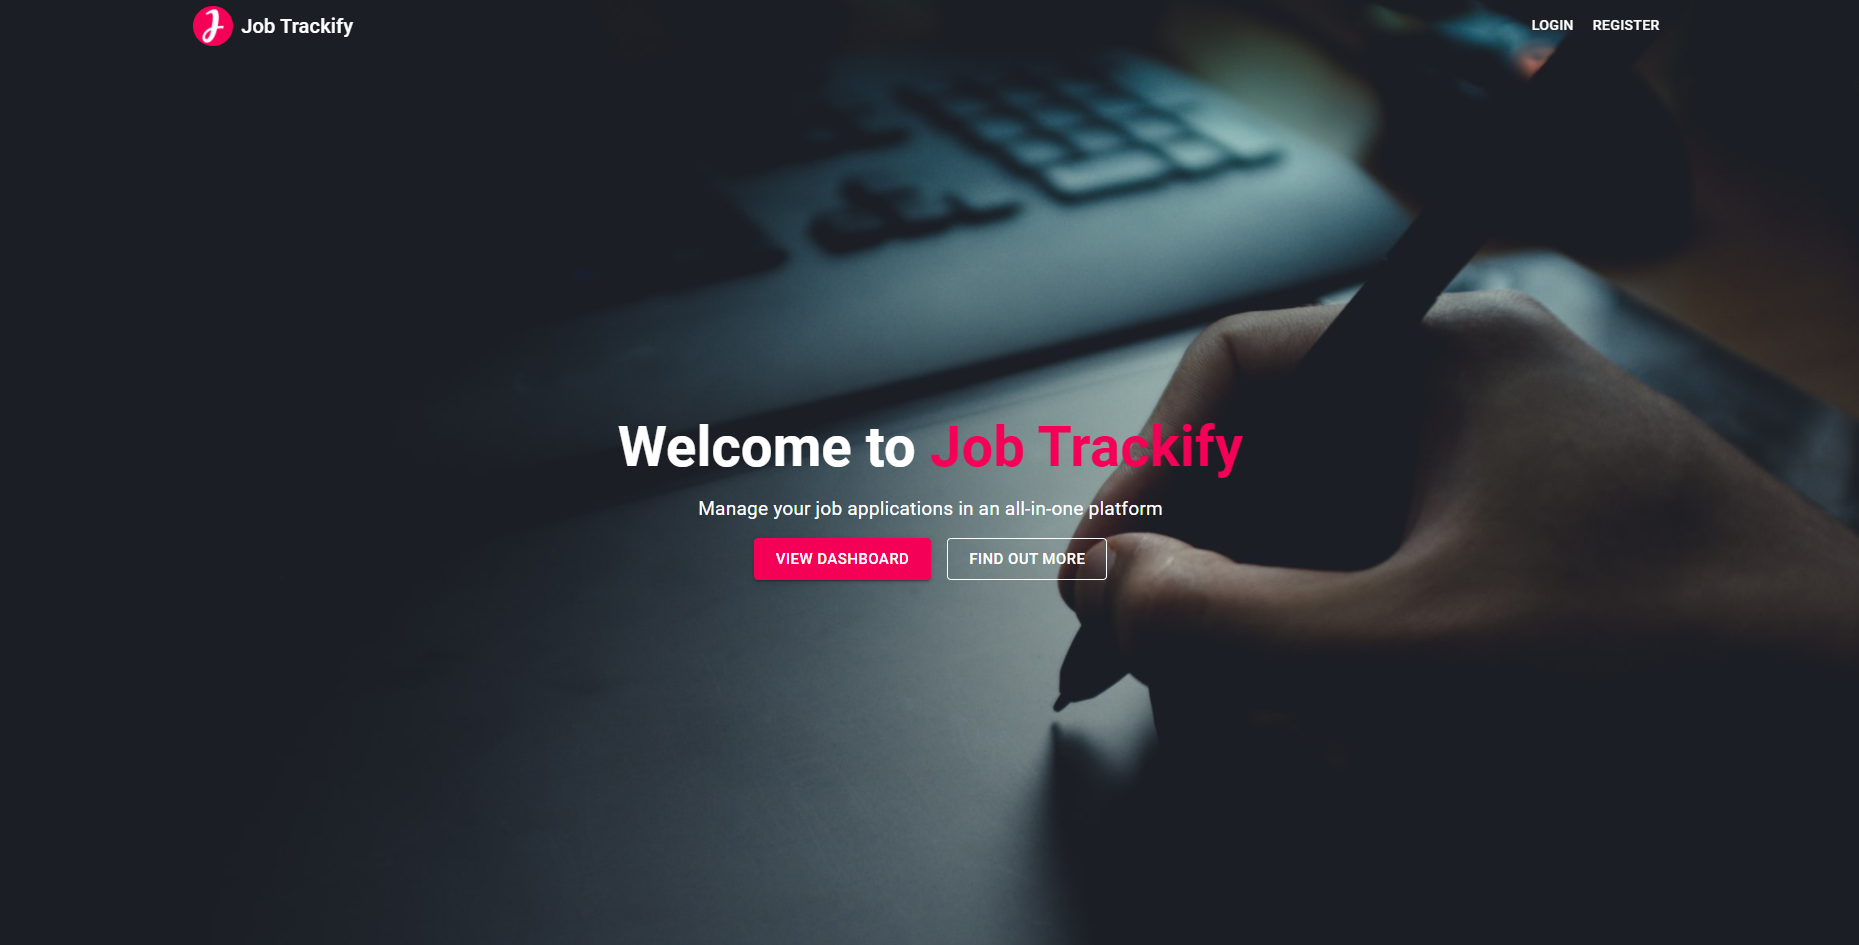 Job Trackify
LOGIN REGISTER
Welcome to Job Trackify
Manage your job applications in an all-in-one platform
VIEW DASHBOARD FIND OUT MORE